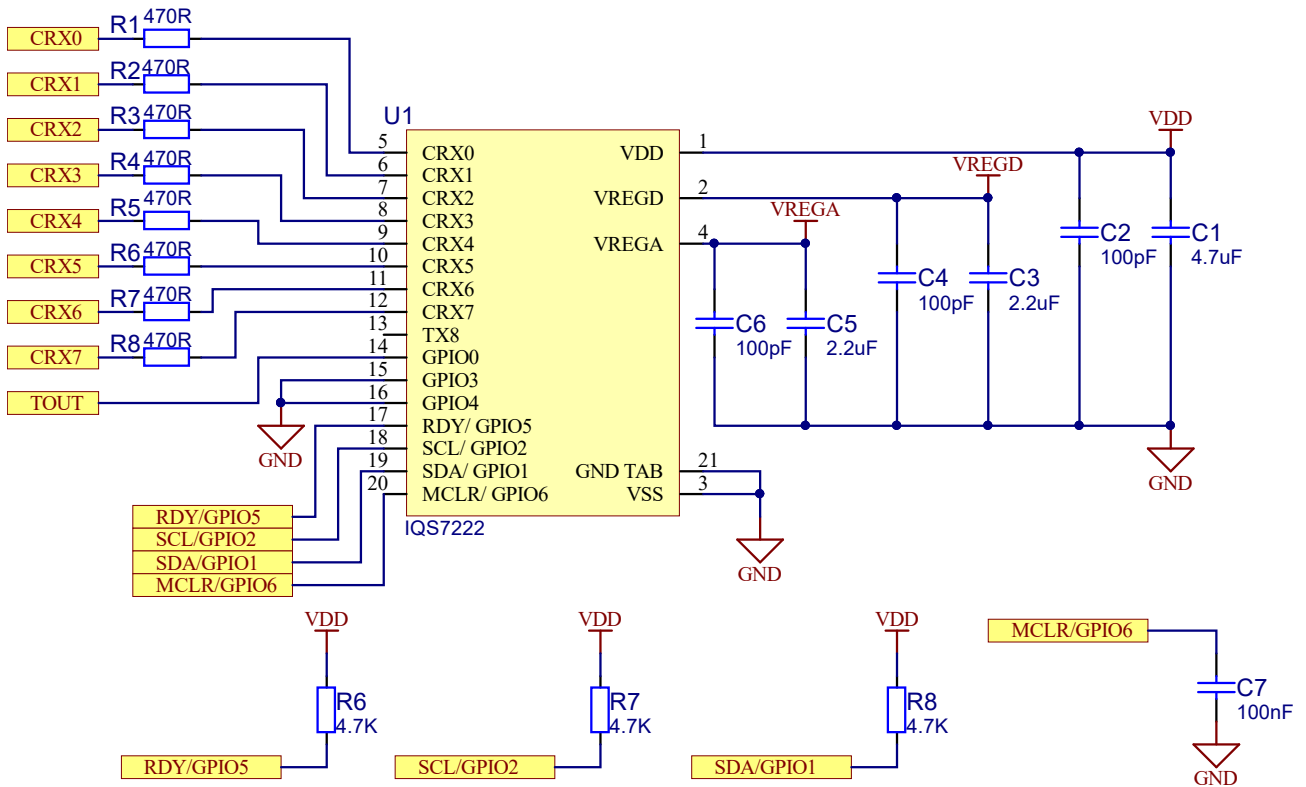 R1 470R
CRX0
R2 470R
CRX1
R3 470R
CRX2
R4 470R
CRX3
R5 470R
CRX4
R6 470R
CRX5
R7 470R
CRX6
R8 470R
CRX7
TOUT
GND
U1
5 CRX0
6 CRX1
7 CRX2
8 CRX3
9 CRX4
10 CRX5
11 CRX6
12 CRX7
13 TX8
14 GPIO0
15 GPIO3
16 GPIO4
17 RDY/ GPIO5
18 SCL/ GPIO2
19 SDA/ GPIO1
20 MCLR/ GPIO6
VDD 1
VREGD 2
VREGA 4
GND TAB 21
VSS 3
IQS7222
GND
VREGA
VREGD
VDD
C6
100pF
C5
2.2uF
C4
100pF
C3
2.2uF
C2
100pF
C1
4.7uF
GND
RDY/GPIO5
SCL/GPIO2
SDA/GPIO1
MCLR/GPIO6
VDD
R6
4.7K
RDY/GPIO5
VDD
R7
4.7K
SCL/GPIO2
VDD
R8
4.7K
SDA/GPIO1
MCLR/GPIO6
C7
100nF
GND